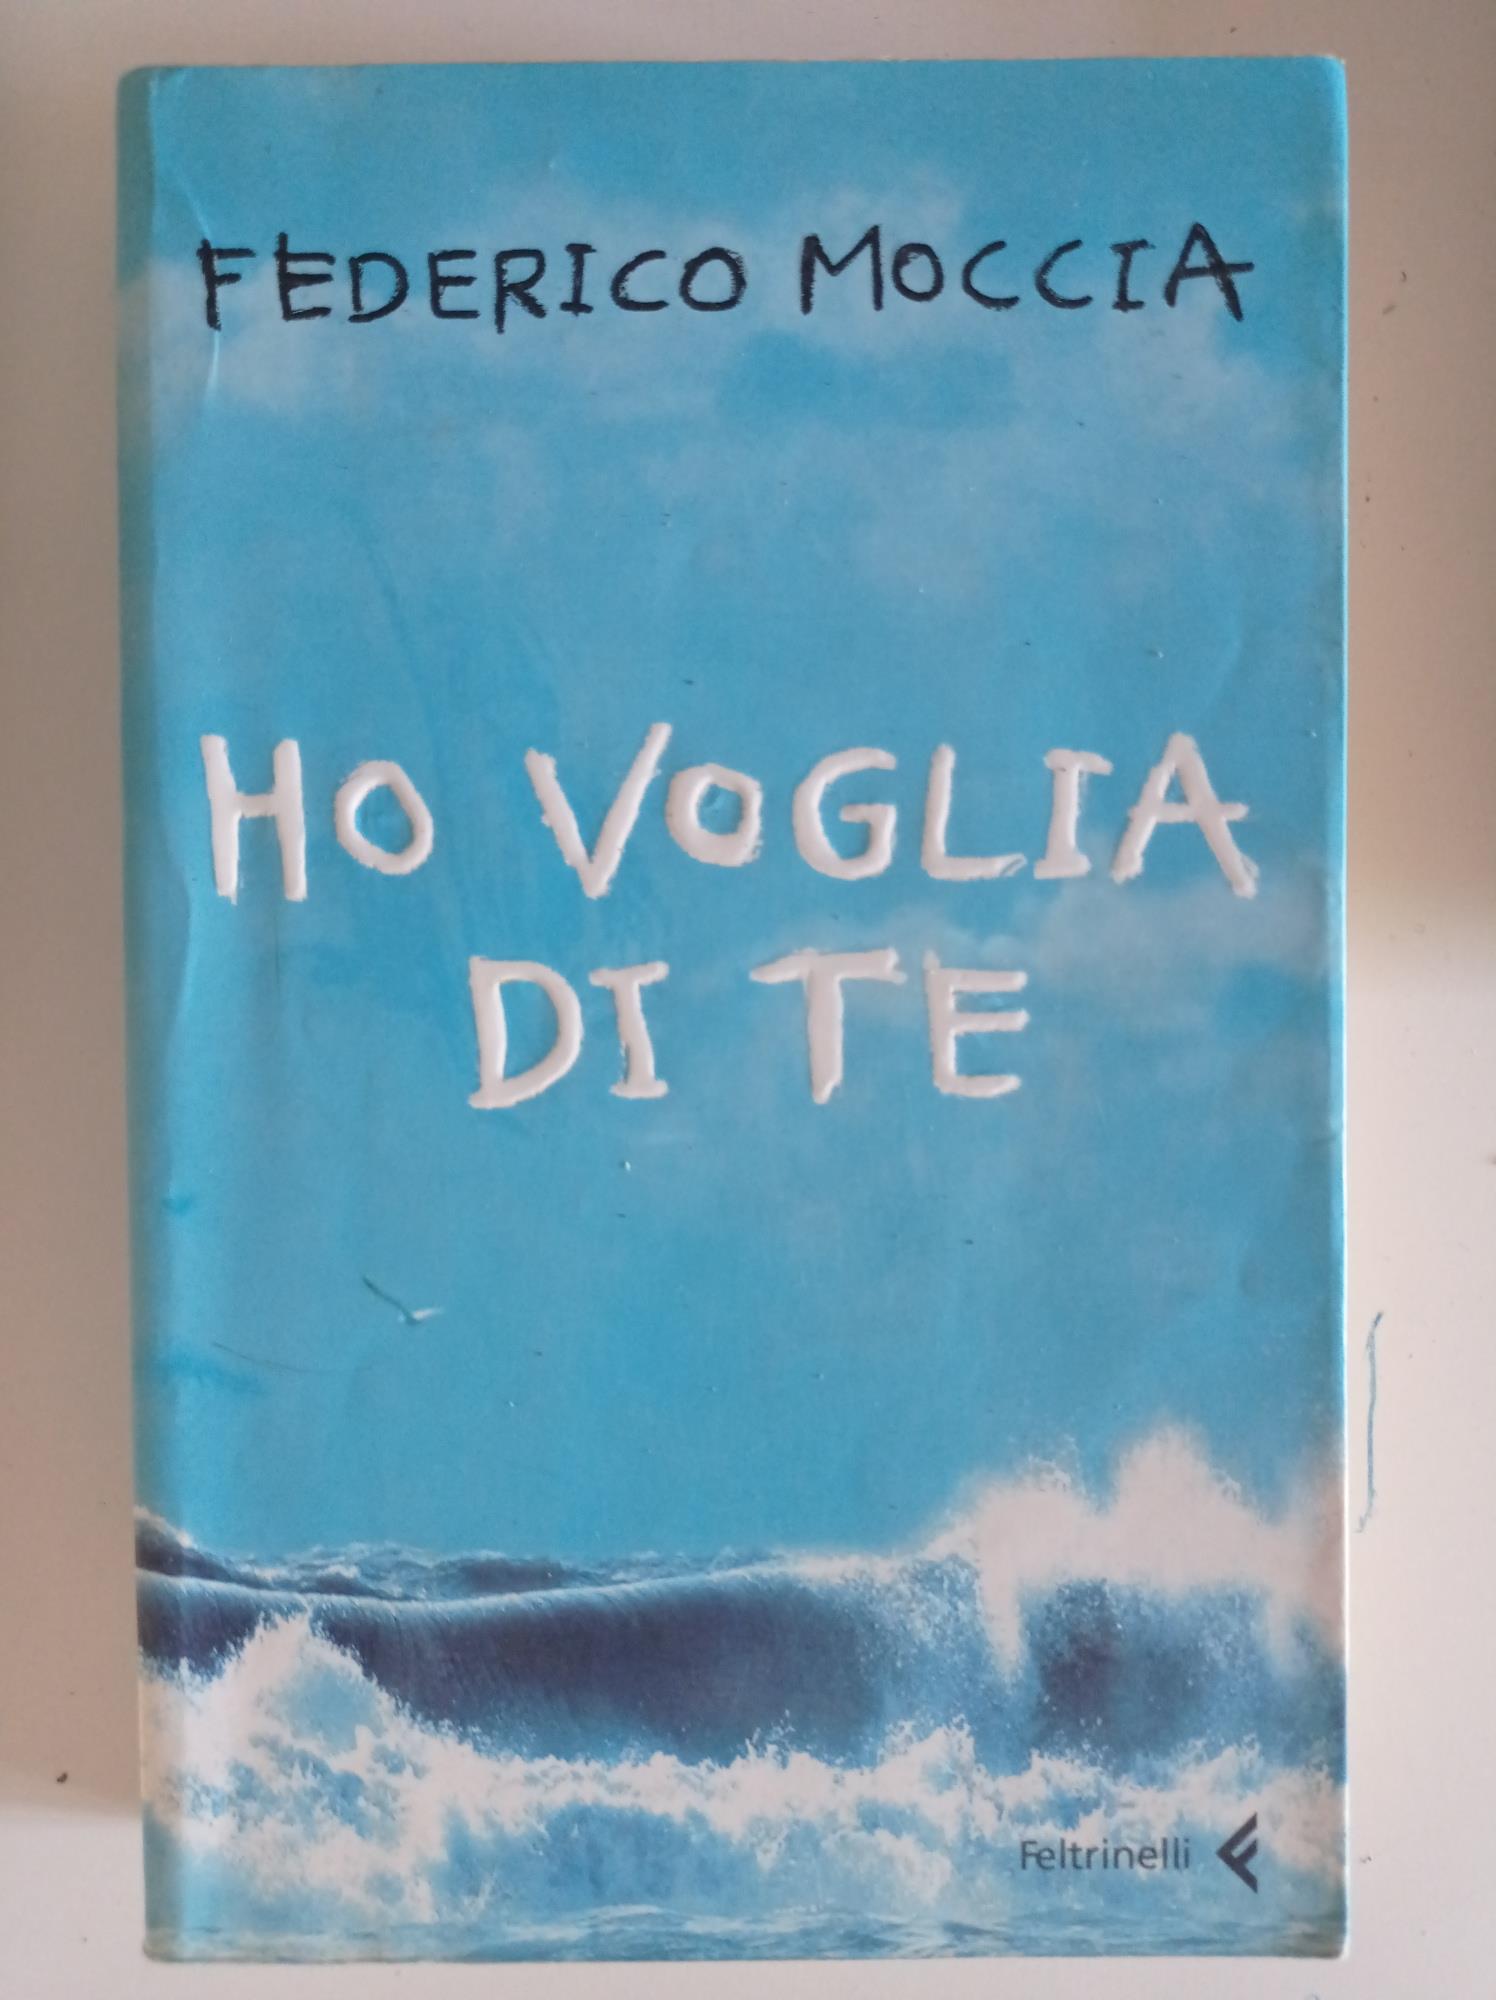 FEDERICO MOCCIA
HO VOGLIA
DI TE
Feltrinelli